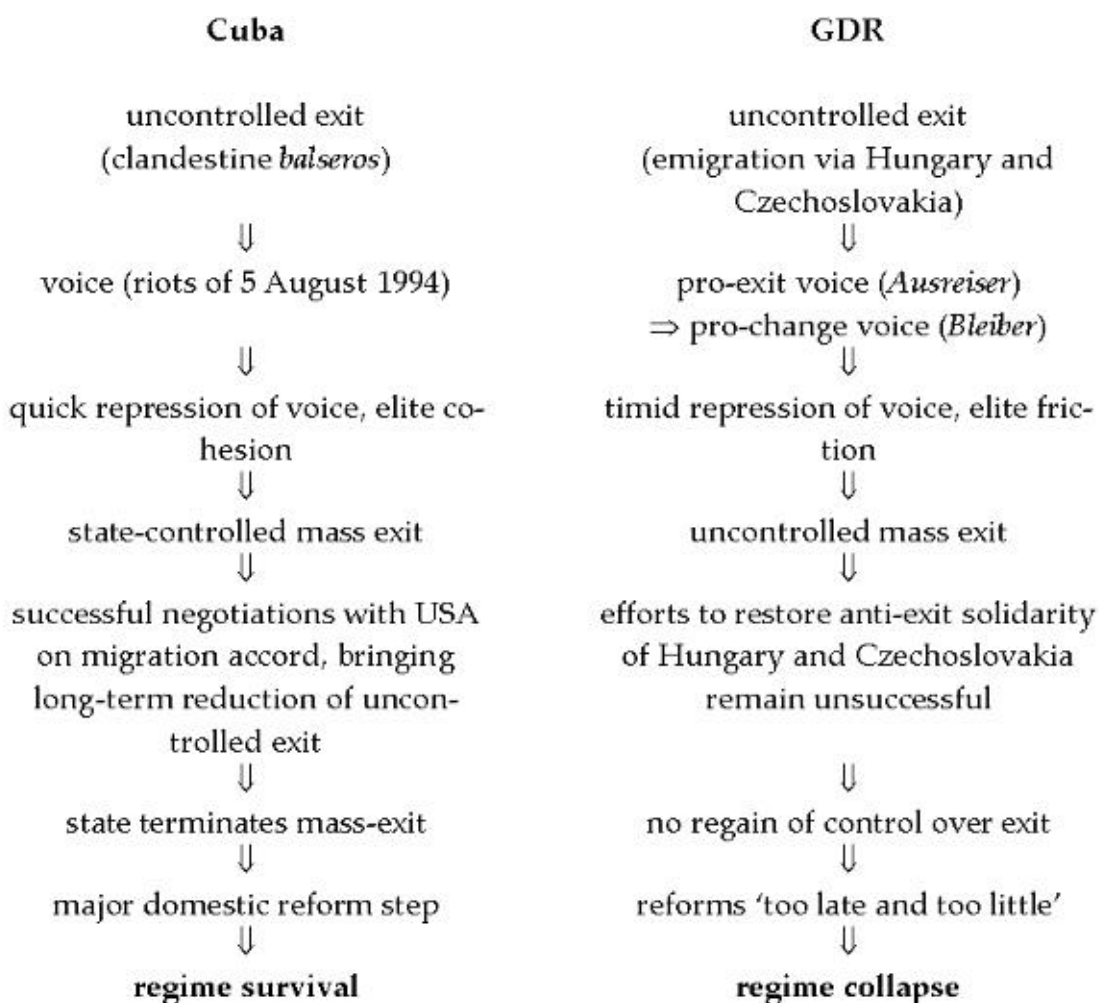 Cuba
uncontrolled exit
(clandestine balseros)
⇓
voice (riots of 5 August 1994)
⇓
quick repression of voice, elite co-
hesion
⇓
state-controlled mass exit
⇓
successful negotiations with USA
on migration accord, bringing
long-term reduction of uncon-
trolled exit
⇓
state terminates mass-exit
⇓
major domestic reform step
⇓
regime survival
GDR
uncontrolled exit
(emigration via Hungary and
Czechoslovakia)
⇓
pro-exit voice (Ausreiser)
⇒ pro-change voice (Bleiber)
⇓
timid repression of voice, elite fric-
tion
⇓
uncontrolled mass exit
⇓
efforts to restore anti-exit solidarity
of Hungary and Czechoslovakia
remain unsuccessful
⇓
no regain of control over exit
⇓
reforms ‘too late and too little’
⇓
regime collapse